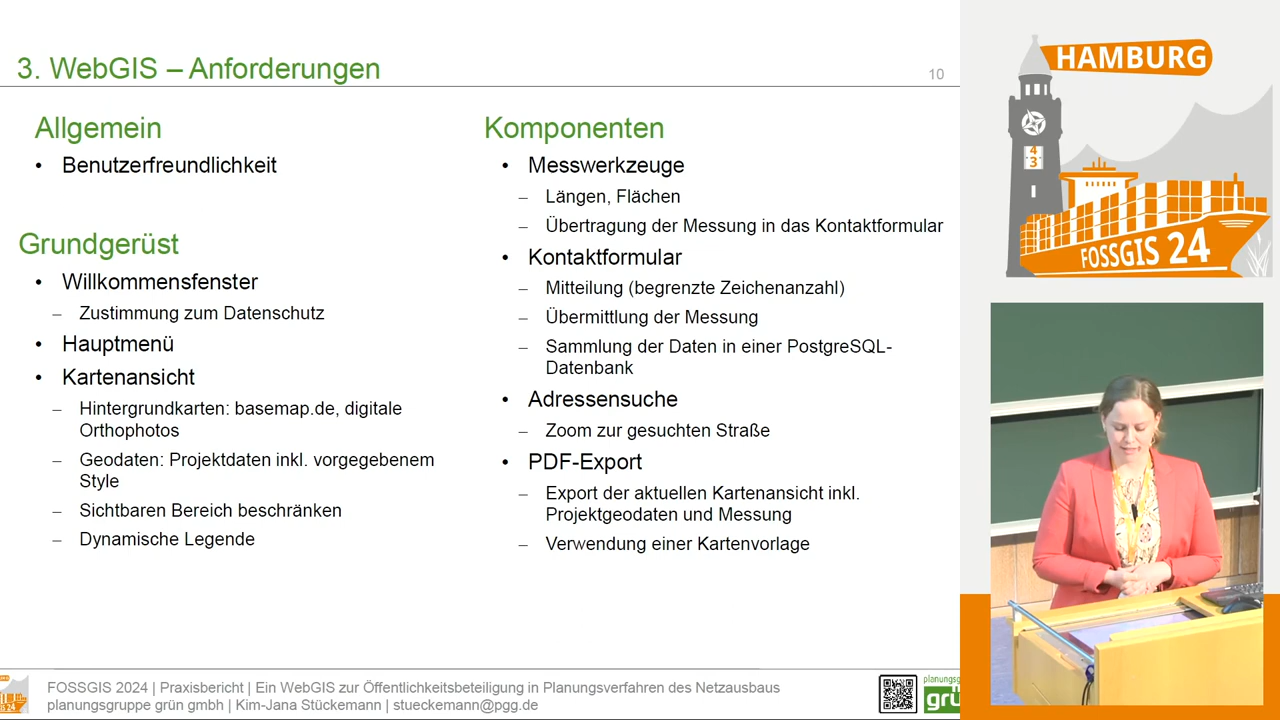 3. WebGIS – Anforderungen
10
Allgemein
• Benutzerfreundlichkeit
Grundgerüst
• Willkommensfenster
– Zustimmung zum Datenschutz
• Hauptmenü
• Kartenansicht
– Hintergrundkarten: basemap.de, digitale
Orthophotos
– Geodaten: Projektdaten inkl. vorgegebenem
Style
– Sichtbaren Bereich beschränken
– Dynamische Legende
Komponenten
• Messwerkzeuge
– Längen, Flächen
– Übertragung der Messung in das Kontaktformular
• Kontaktformular
– Mitteilung (begrenzte Zeichenanzahl)
– Übermittlung der Messung
– Sammlung der Daten in einer PostgreSQL-
Datenbank
• Adressensuche
– Zoom zur gesuchten Straße
• PDF-Export
– Export der aktuellen Kartenansicht inkl.
Projektgeodaten und Messung
– Verwendung einer Kartenvorlage
FOSSGIS 2024 | Praxisbericht | Ein WebGIS zur Öffentlichkeitsbeteiligung in Planungsverfahren des Netzausbaus
planungsgruppe grün gmbh | Kim-Jana Stückemann | stueckemann@pgg.de
HAMBURG
4
3
FOSSGIS 24